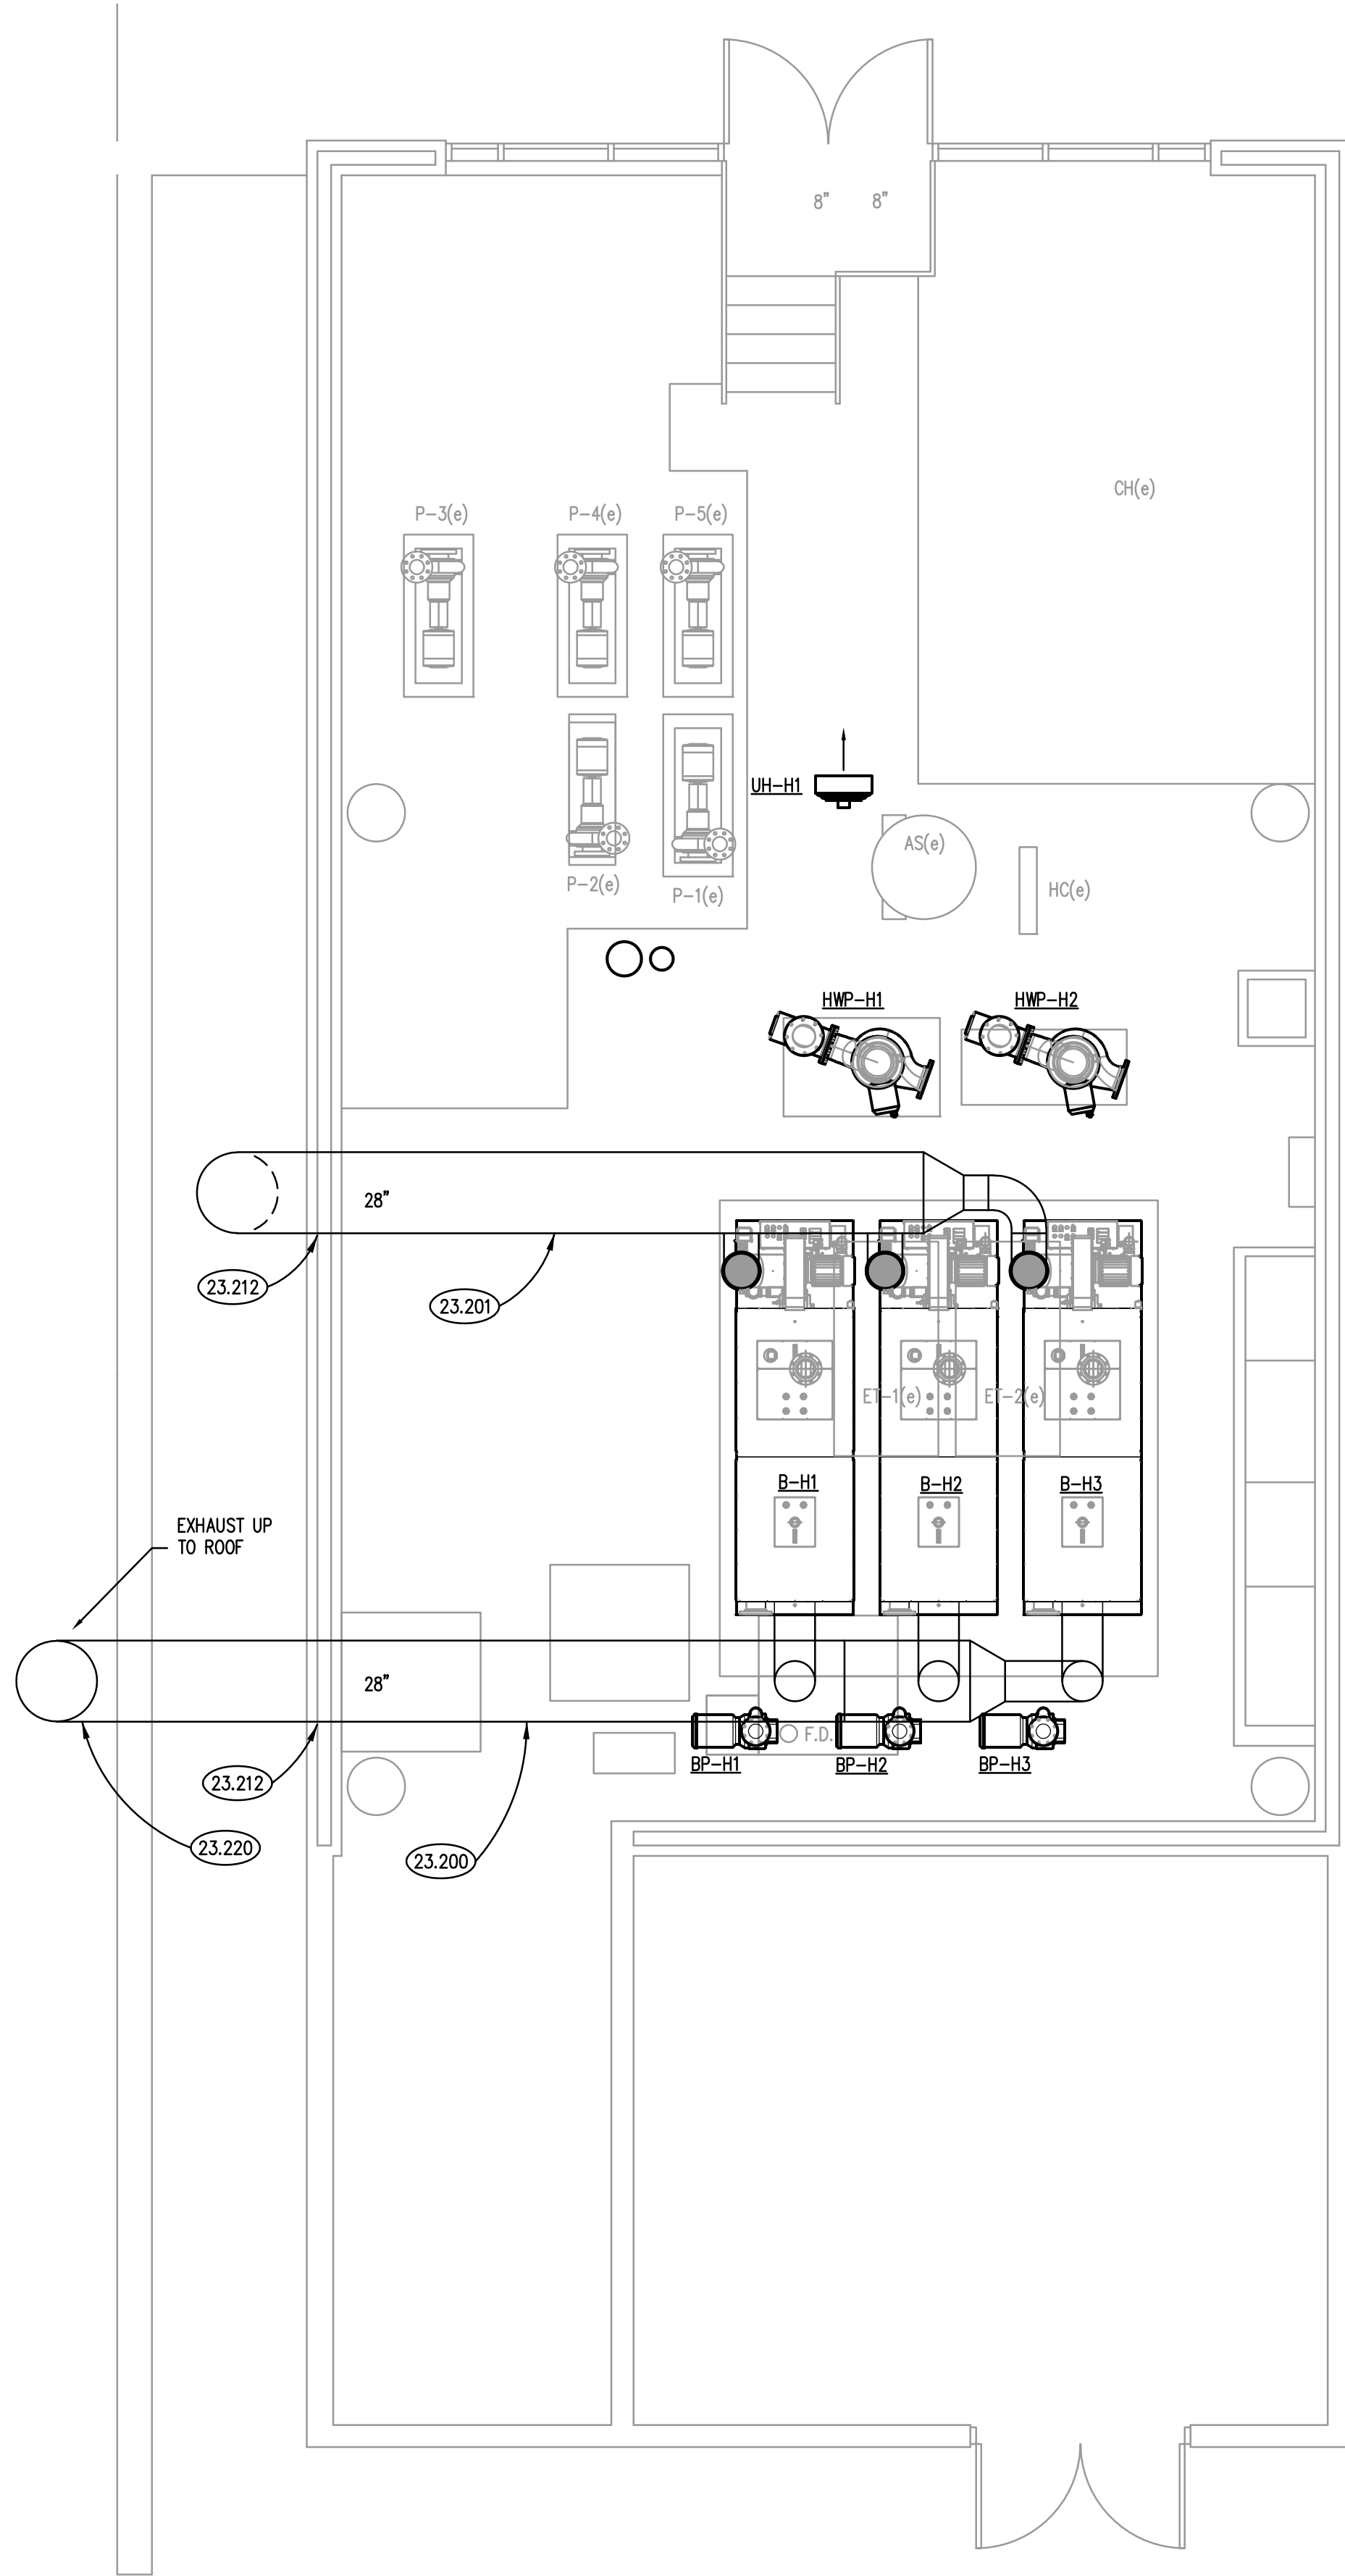 8"
8"
CH(e)
P-3(e)
P-4(e)
P-5(e)
UH-H1
AS(e)
P-2(e)
P-1(e)
HC(e)
HWP-H1
HWP-H2
28"
23.212
23.201
ET-1(e)
ET-2(e)
B-H1
B-H2
B-H3
EXHAUST UP
TO ROOF
28"
F.D.
BP-H1
BP-H2
BP-H3
23.212
23.220
23.200